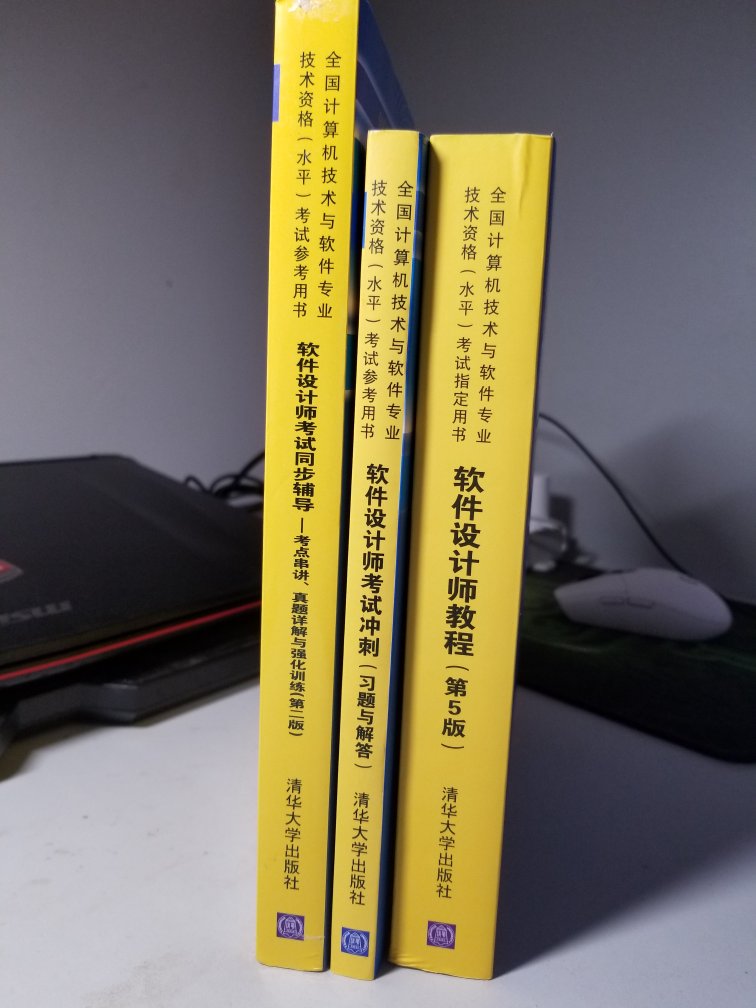 全国计算机技术与软件专业
技术资格（水平）考试参考用书
软件设计师考试同步辅导
—考点串讲、真题详解与强化训练（第二版）
清华大学出版社
全国计算机技术与软件专业
技术资格（水平）考试参考用书
软件设计师考试冲刺（习题与解答）
清华大学出版社
全国计算机技术与软件专业
技术资格（水平）考试指定用书
软件设计师教程（第5版）
清华大学出版社
msi